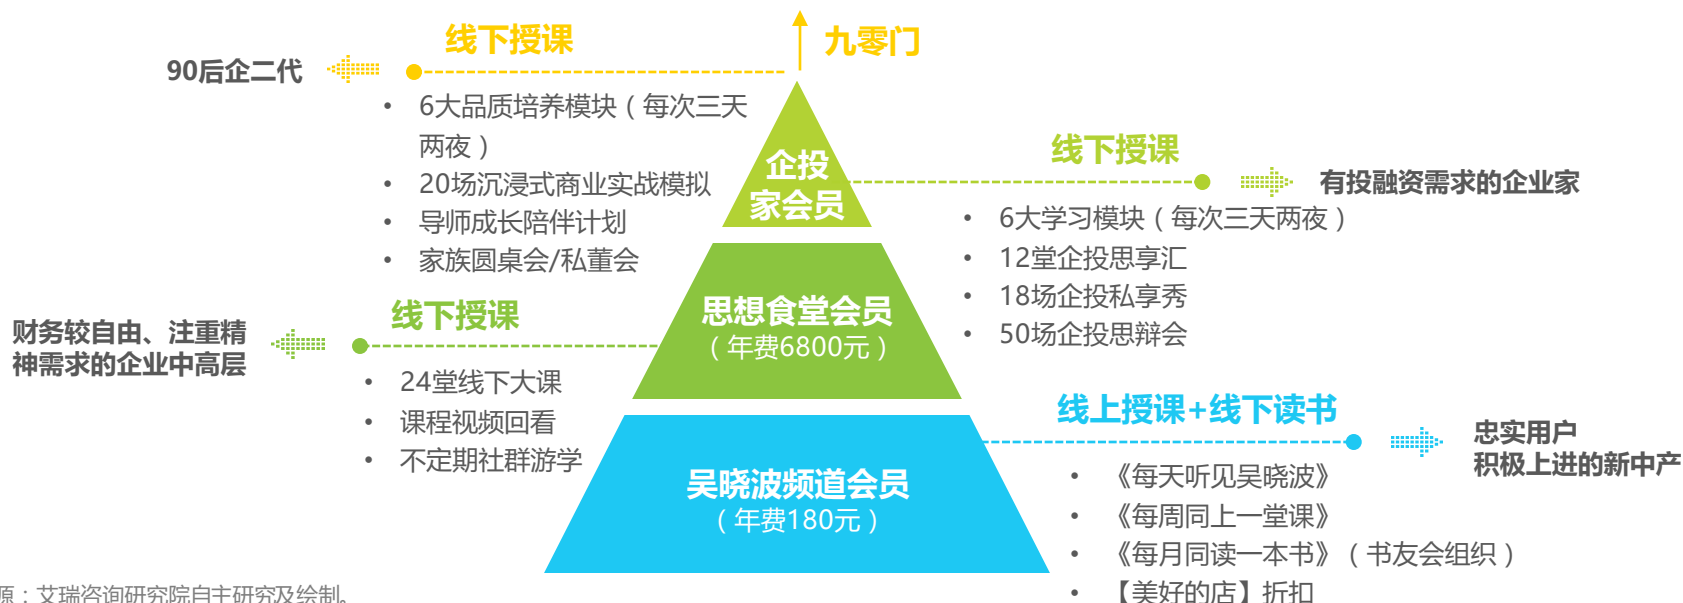 线下授课
九零门
90后企二代
• 6大品质培养模块（每次三天
两夜）
• 20场沉浸式商业实战模拟
• 导师成长陪伴计划
• 家族圆桌会/私董会
企投
家会员
线下授课
有投融资需求的企业家
• 6大学习模块（每次三天两夜）
• 12堂企投思享汇
• 18场企投私享秀
• 50场企投思辩会
线下授课
财务较自由、注重精
神需求的企业中高层
• 24堂线下大课
• 课程视频回看
• 不定期社群游学
思想食堂会员
（年费6800元）
线上授课+线下读书
忠实用户
积极上进的新中产
• 《每天听见吴晓波》
• 《每周同上一堂课》
• 《每月同读一本书》（书友会组织）
• 【美好的店】折扣
吴晓波频道会员
（年费180元）
源：艾瑞咨询研究院自主研究及绘制。